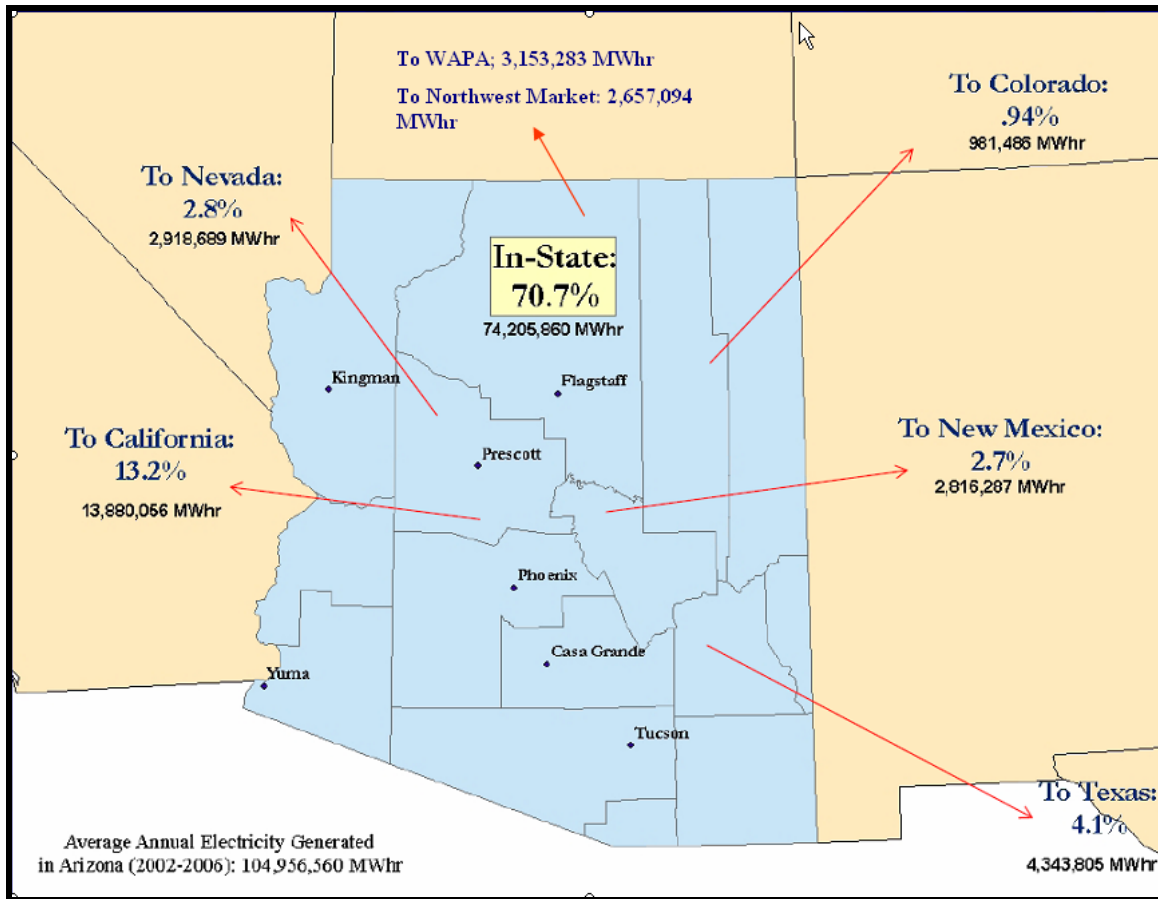 To WAPA; 3,153,283 MWhr
To Northwest Market: 2,657,094
MWhr
To Colorado:
.94%
981,486 MWhr
To Nevada:
2.8%
2,918,689 MWhr
In-State:
70.7%
74,205,860 MWhr
Kingman
Flagstaff
To California:
13.2%
13,880,056 MWhr
Prescott
To New Mexico:
2.7%
2,816,287 MWhr
Phoenix
Casa Grande
Yuma
Tucson
To Texas:
4.1%
4,343,805 MWhr
Average Annual Electricity Generated
in Arizona (2002-2006): 104,956,560 MWhr